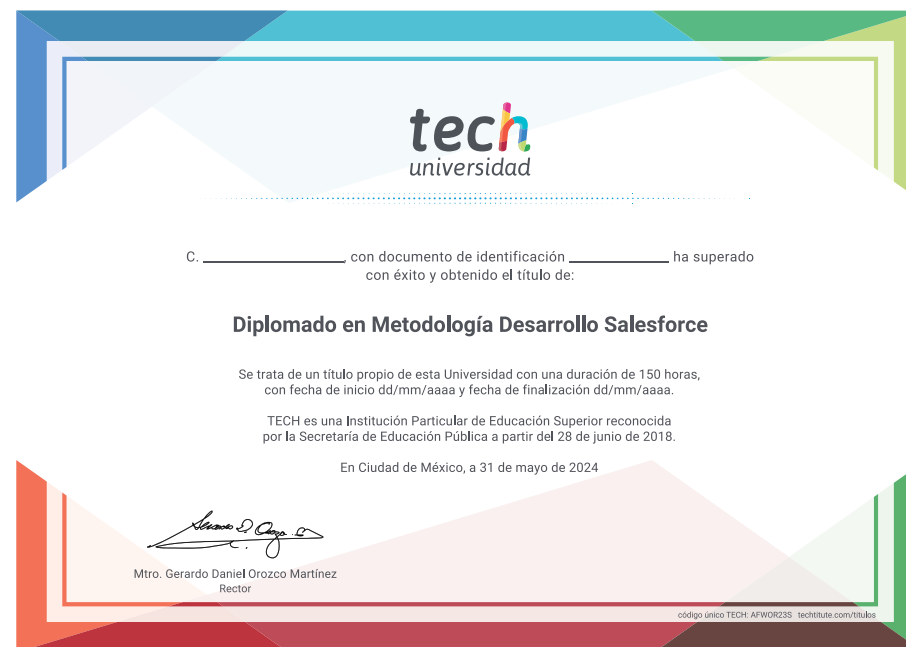 tech
universidad
C. ____________, con documento de identificación ____________ ha superado
con éxito y obtenido el título de:
Diplomado en Metodología Desarrollo Salesforce
Se trata de un título propio de esta Universidad con una duración de 150 horas,
con fecha de inicio dd/mm/aaaa y fecha de finalización dd/mm/aaaa.
TECH es una Institución Particular de Educación Superior reconocida
por la Secretaría de Educación Pública a partir del 28 de junio de 2018.
En Ciudad de México, a 31 de mayo de 2024
Mtro. Gerardo Daniel Orozco Martínez
Rector
código único TECH: AFWOR23S techtitute.com/titulos